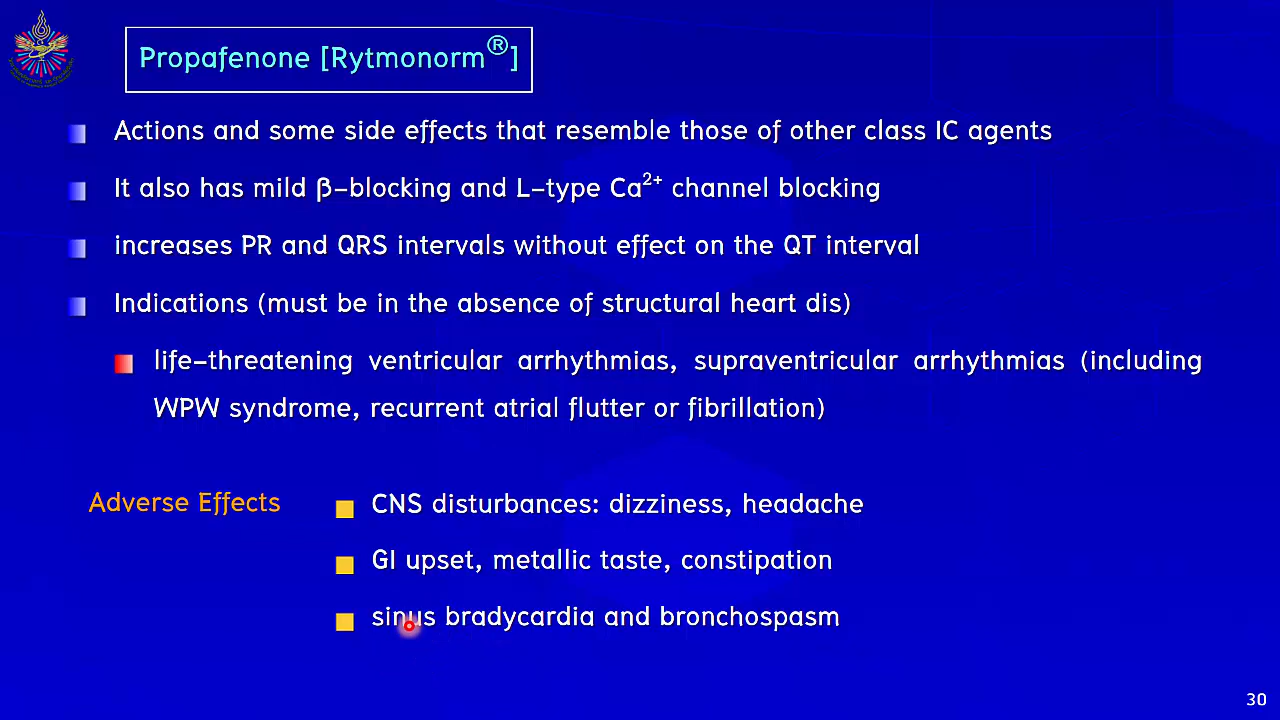 Propafenone [Rytmonorm®]
Actions and some side effects that resemble those of other class IC agents
It also has mild β-blocking and L-type Ca²⁺ channel blocking
increases PR and QRS intervals without effect on the QT interval
Indications (must be in the absence of structural heart dis)
life-threatening ventricular arrhythmias, supraventricular arrhythmias (including
WPW syndrome, recurrent atrial flutter or fibrillation)
Adverse Effects
CNS disturbances: dizziness, headache
GI upset, metallic taste, constipation
sinus bradycardia and bronchospasm
30